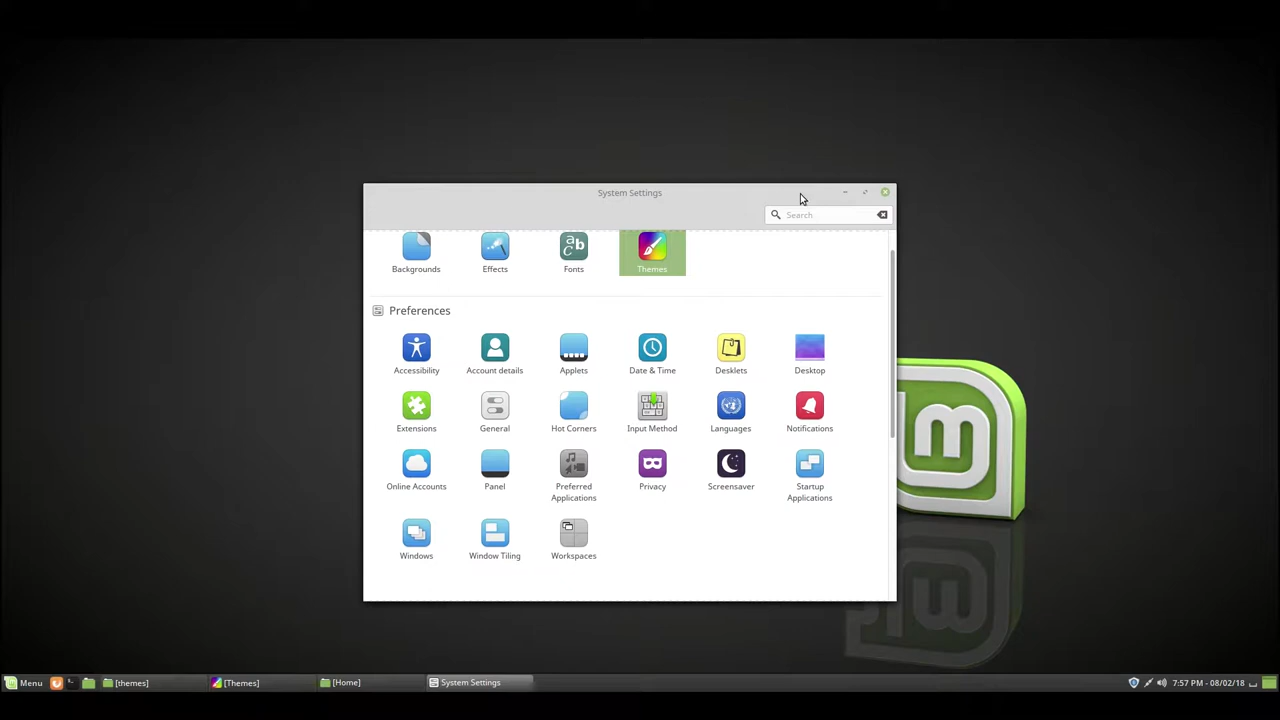 System Settings
Search
Backgrounds Effects Fonts Themes
Preferences
Accessibility Account details Applets Date & Time Desklets Desktop
Extensions General Hot Corners Input Method Languages Notifications
Online Accounts Panel Preferred Applications Privacy Screensaver Startup Applications
Windows Window Tiling Workspaces
Menu [themes] [Themes] [Home] System Settings 7:57 PM - 08/02/18